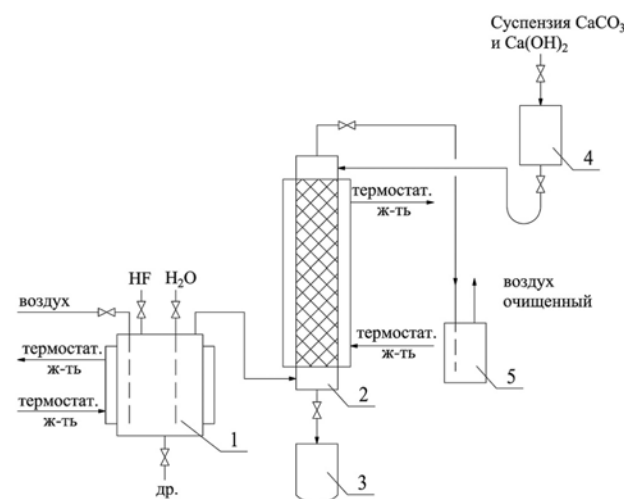 Суспензия CaCO₃
и Ca(OH)₂
4
термостат.
ж-ть
HF
H₂O
воздух
воздух
очищенный
термостат.
ж-ть
термостат.
ж-ть
2
5
термостат.
ж-ть
1
3
др.